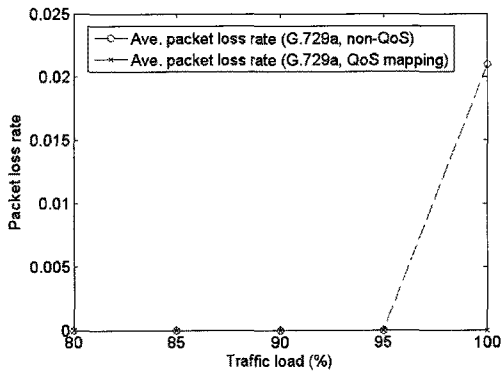 0.025
Ave. packet loss rate (G.729a, non-QoS)
Ave. packet loss rate (G.729a, QoS mapping)
0.02
0.015
0.01
0.005
0
Packet loss rate
80 85 90 95 100
Traffic load (%)